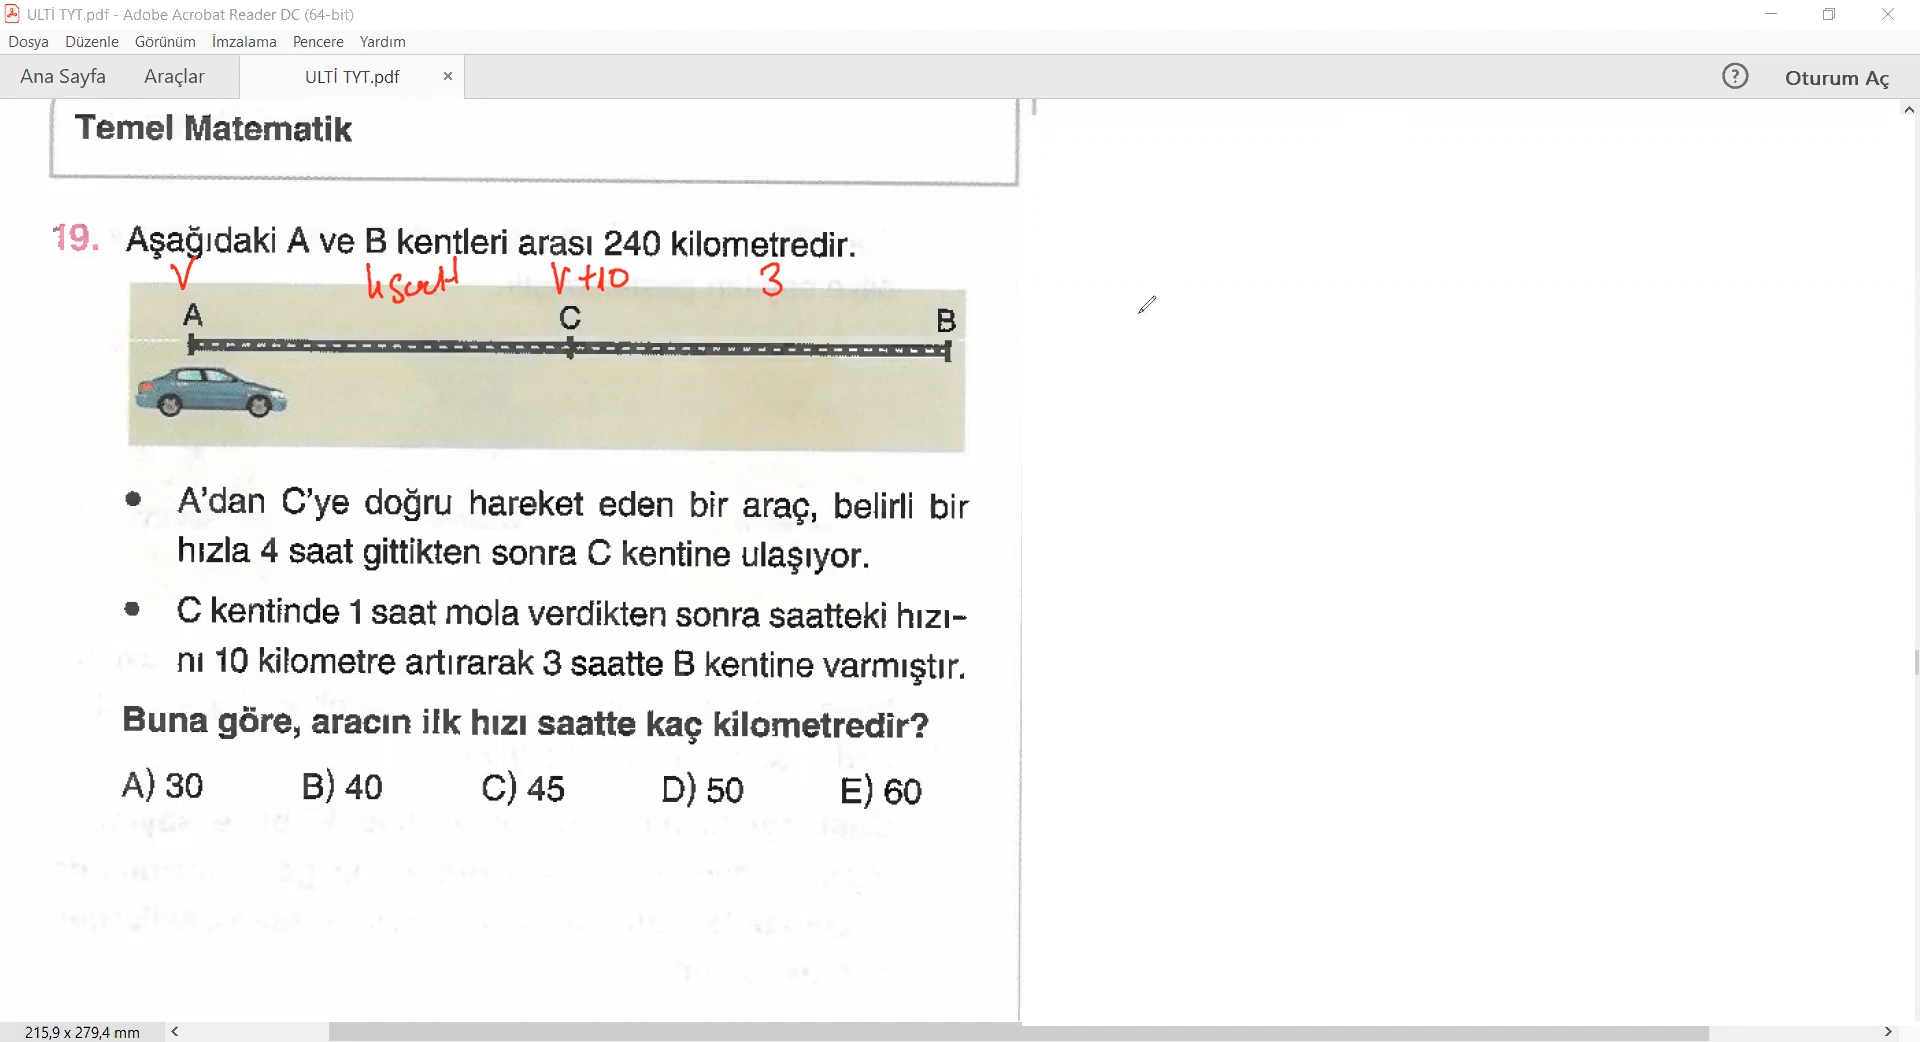 ULTİ TYT.pdf - Adobe Acrobat Reader DC (64-bit)
Dosya Düzenle Görünüm İmzalama Pencere Yardım
Ana Sayfa Araçlar ULTİ TYT.pdf × ? Oturum Aç
Temel Matematik
19. Aşağıdaki A ve B kentleri arası 240 kilometredir.
V 4 saat V+10 3
A C B
• A'dan C'ye doğru hareket eden bir araç, belirli bir
hızla 4 saat gittikten sonra C kentine ulaşıyor.
• C kentinde 1 saat mola verdikten sonra saatteki hızı-
nı 10 kilometre artırarak 3 saatte B kentine varmıştır.
Buna göre, aracın ilk hızı saatte kaç kilometredir?
A) 30 B) 40 C) 45 D) 50 E) 60
215,9 x 279,4 mm